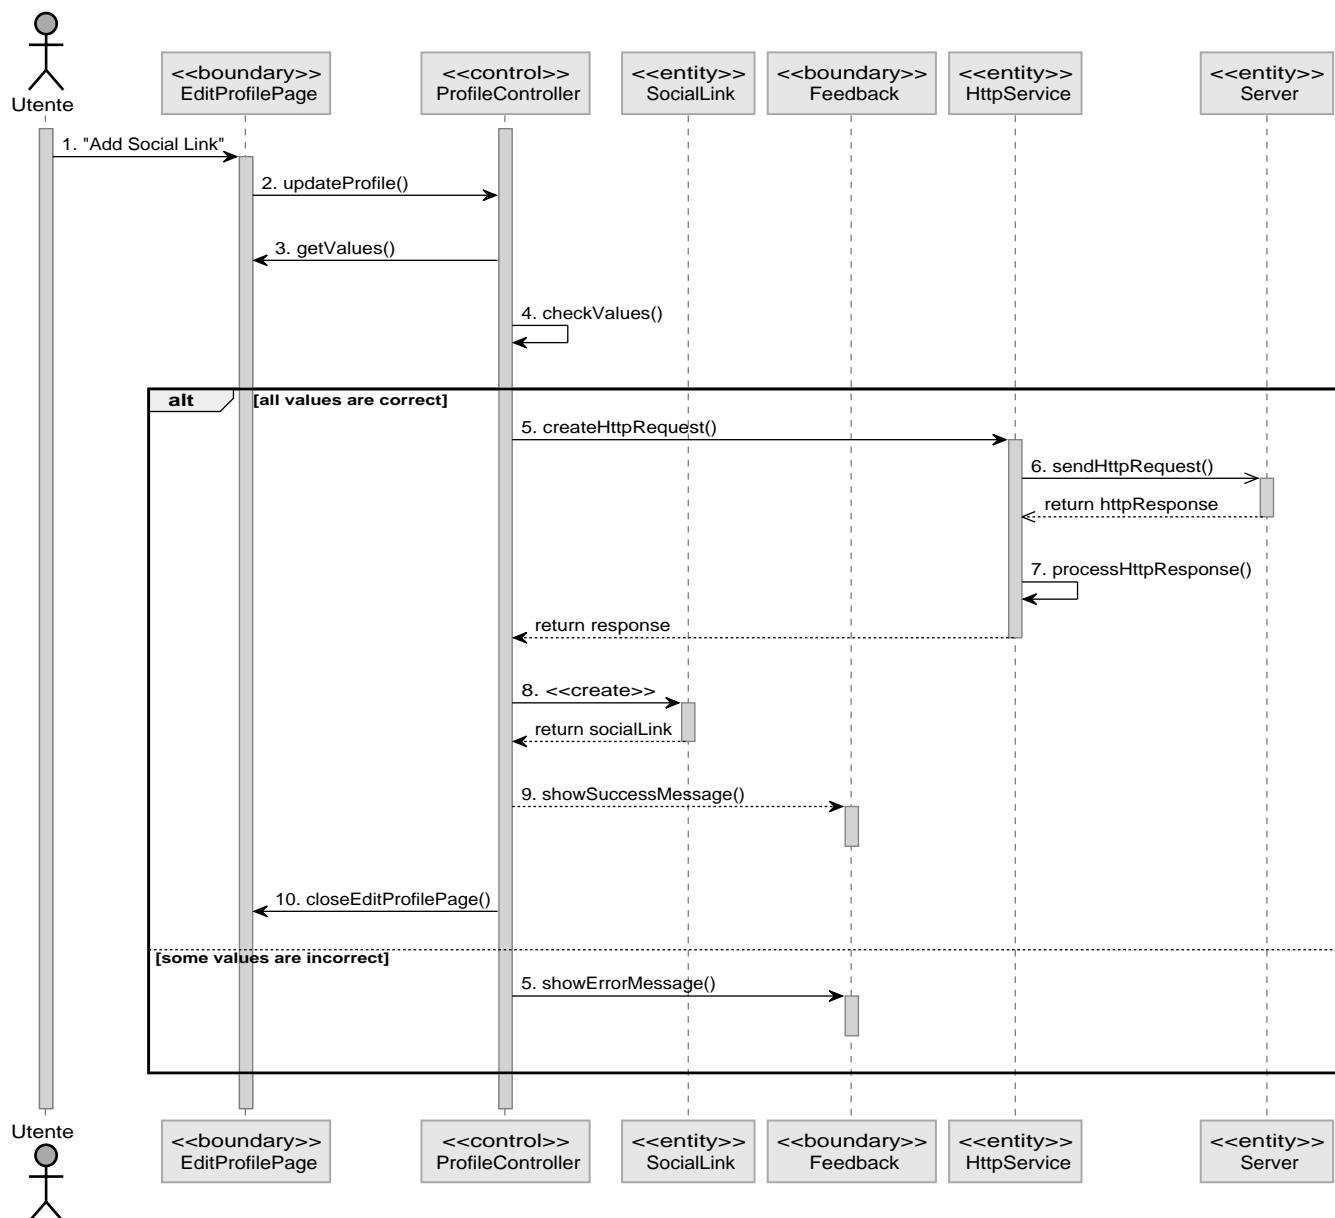 Utente
<<boundary>>
EditProfilePage
<<control>>
ProfileController
<<entity>>
SocialLink
<<boundary>>
Feedback
<<entity>>
HttpService
<<entity>>
Server
1. "Add Social Link"
2. updateProfile()
3. getValues()
4. checkValues()
alt
[all values are correct]
5. createHttpRequest()
6. sendHttpRequest()
return httpResponse
7. processHttpResponse()
return response
8. <<create>>
return socialLink
9. showSuccessMessage()
10. closeEditProfilePage()
[some values are incorrect]
5. showErrorMessage()
Utente
<<boundary>>
EditProfilePage
<<control>>
ProfileController
<<entity>>
SocialLink
<<boundary>>
Feedback
<<entity>>
HttpService
<<entity>>
Server